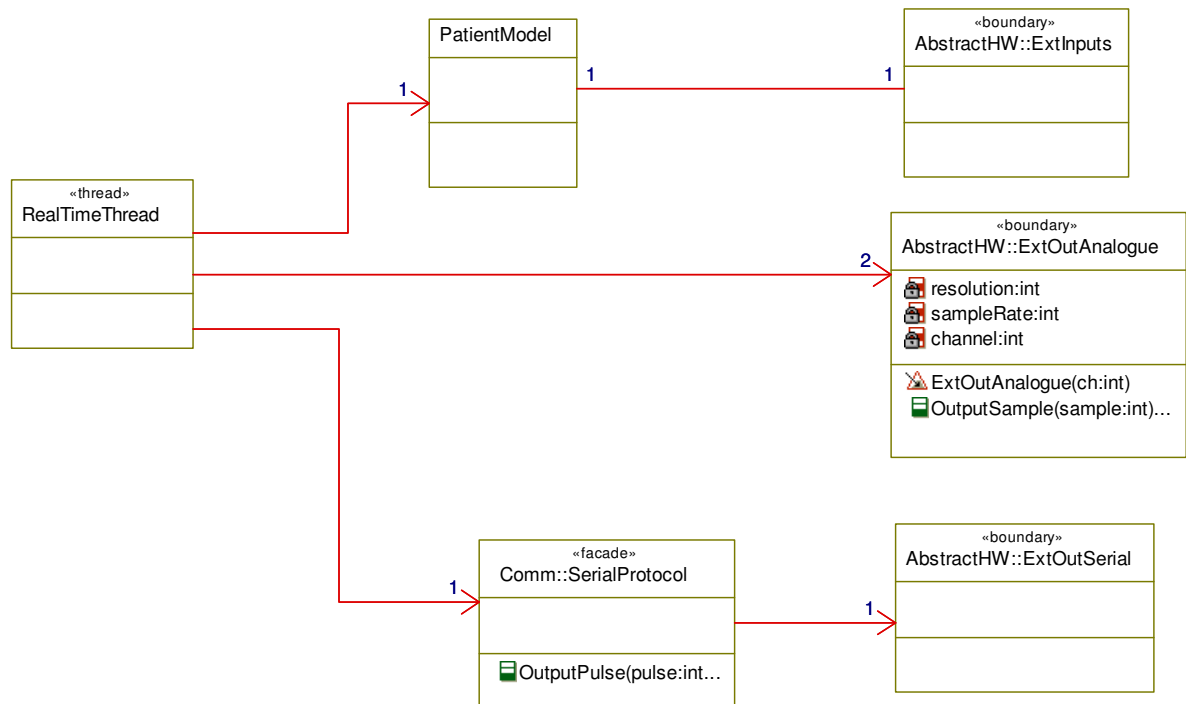 PatientModel
«boundary»
AbstractHW::ExtInputs
1
1
1
«thread»
RealTimeThread
«boundary»
AbstractHW::ExtOutAnalogue
2
resolution:int
sampleRate:int
channel:int
ExtOutAnalogue(ch:int)
OutputSample(sample:int)...
«facade»
Comm::SerialProtocol
1
OutputPulse(pulse:int...
«boundary»
AbstractHW::ExtOutSerial
1